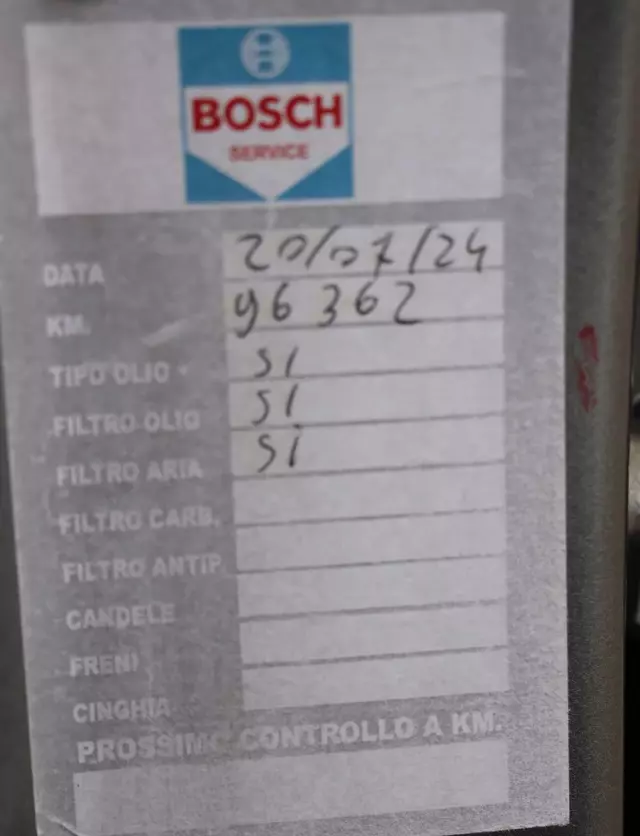 BOSCH
SERVICE
DATA 20/07/24
KM. 96362
TIPO OLIO SI
FILTRO OLIO SI
FILTRO ARIA Si
FILTRO CARB.
FILTRO ANTIP.
CANDELE
FRENI
CINGHIA
PROSSIMO CONTROLLO A KM.